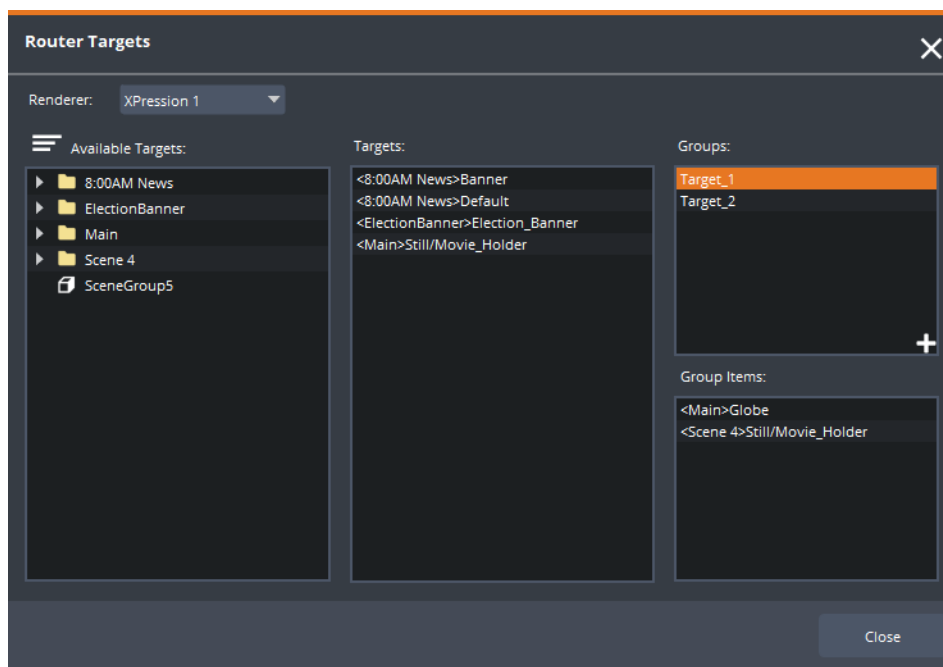 Router Targets
Renderer: XPression 1
Available Targets:
8:00AM News
ElectionBanner
Main
Scene 4
SceneGroup5
Targets:
<8:00AM News>Banner
<8:00AM News>Default
<ElectionBanner>Election_Banner
<Main>Still/Movie_Holder
Groups:
Target_1
Target_2
Group Items:
<Main>Globe
<Scene 4>Still/Movie_Holder
Close